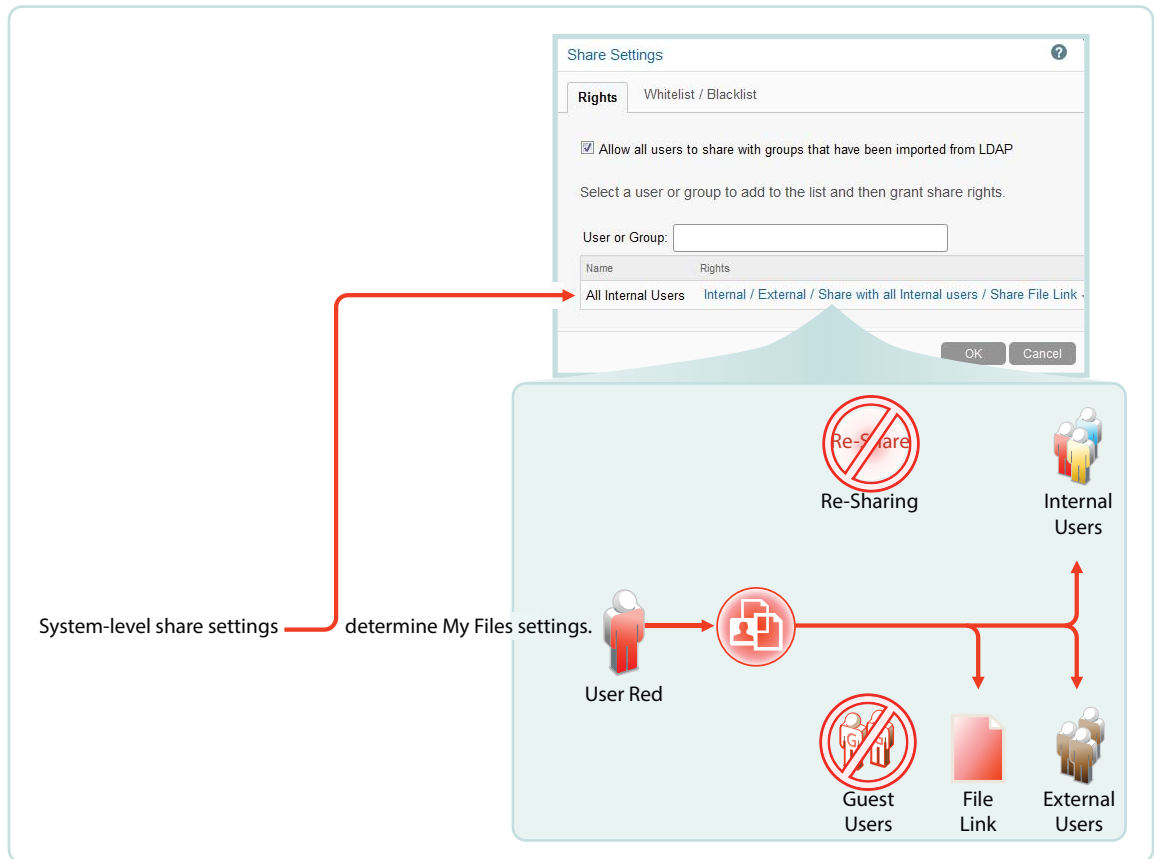 Share Settings
?
Rights
Whitelist / Blacklist
Allow all users to share with groups that have been imported from LDAP
Select a user or group to add to the list and then grant share rights.
User or Group:
Name Rights
All Internal Users Internal / External / Share with all Internal users / Share File Link
OK Cancel
Re-Share
Re-Sharing
Internal
Users
System-level share settings determine My Files settings.
User Red
G G
Guest
Users
File
Link
External
Users